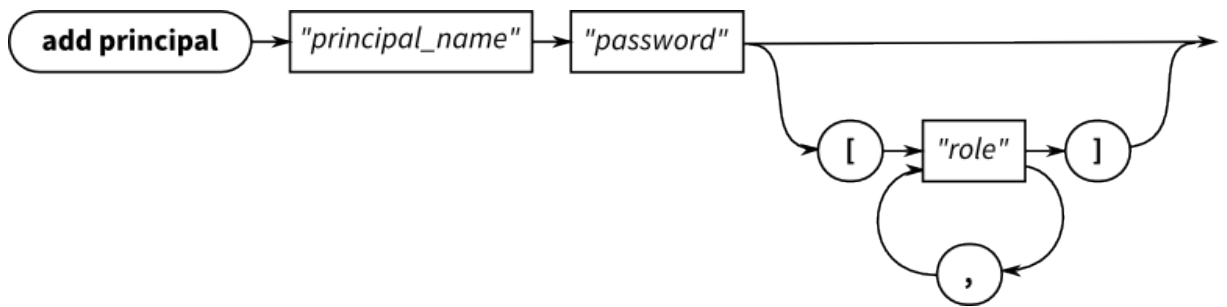 add principal "principal_name" "password"
[ "role" ]
,